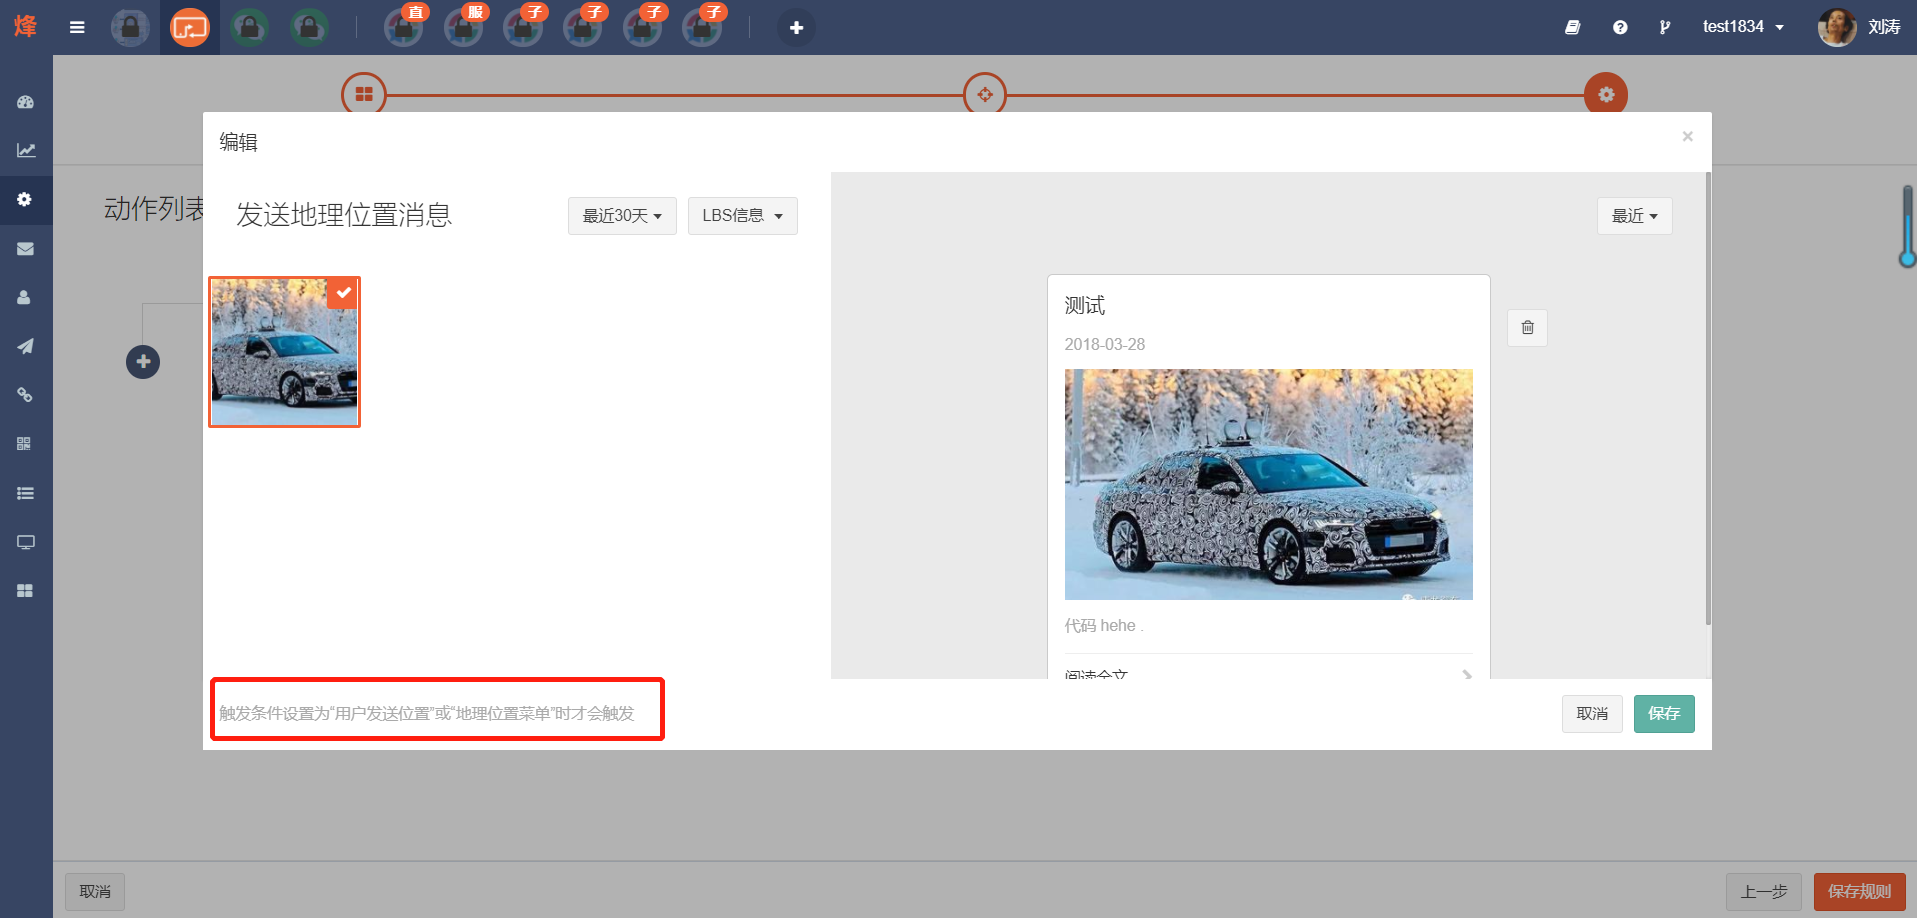 烽
直
服
子
子
子
子
test1834
刘涛
编辑
动作列表
发送地理位置消息
最近30天
LBS信息
最近
测试
2018-03-28
代码 hehe .
阅读全文
触发条件设置为“用户发送位置”或“地理位置菜单”时才会触发
取消
保存
取消
上一步
保存规则